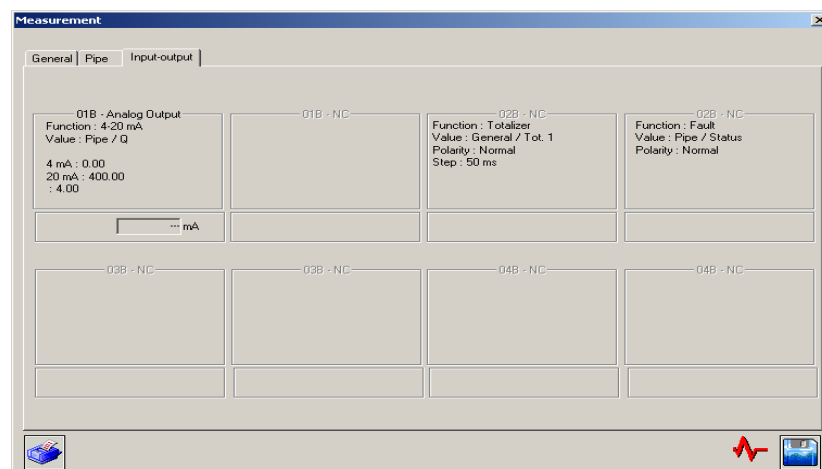 Measurement
General Pipe Input-output
01B - Analog Output
Function : 4-20 mA
Value : Pipe / Q
4 mA : 0.00
20 mA : 400.00
: 4.00
--- mA
01B - NC
02B - NC
Function : Totalizer
Value : General / Tot. 1
Polarity : Normal
Step : 50 ms
02B - NC
Function : Fault
Value : Pipe / Status
Polarity : Normal
03B - NC
03B - NC
04B - NC
04B - NC